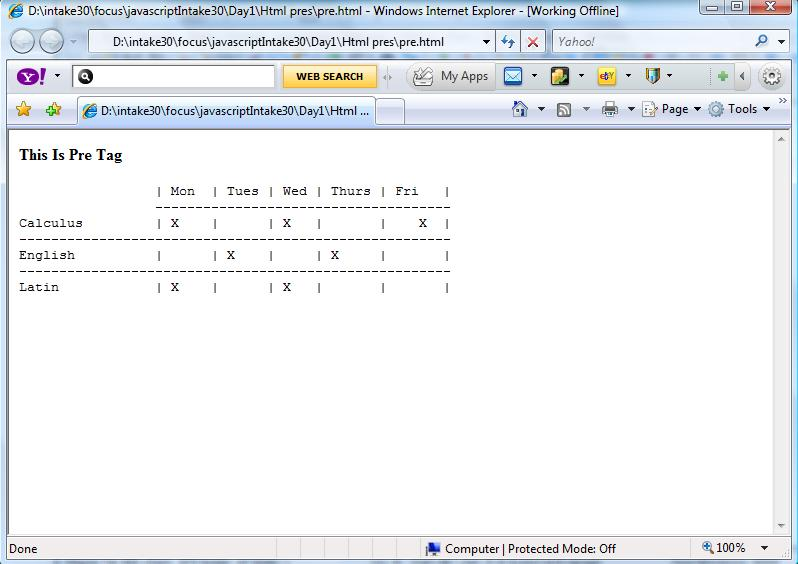 D:\intake30\focus\javascriptIntake30\Day1\Html pres\pre.html - Windows Internet Explorer - [Working Offline]
D:\intake30\focus\javascriptIntake30\Day1\Html pres\pre.html Yahoo!
Y! WEB SEARCH My Apps eBY
D:\intake30\focus\javascriptIntake30\Day1\Html ... Page Tools »
This Is Pre Tag
                 | Mon  | Tues | Wed | Thurs | Fri   |
                 -------------------------------------
Calculus         | X    |      | X   |       |    X  |
------------------------------------------------------
English          |      | X    |     | X     |       |
------------------------------------------------------
Latin            | X    |      | X   |       |       |
Done Computer | Protected Mode: Off 100%